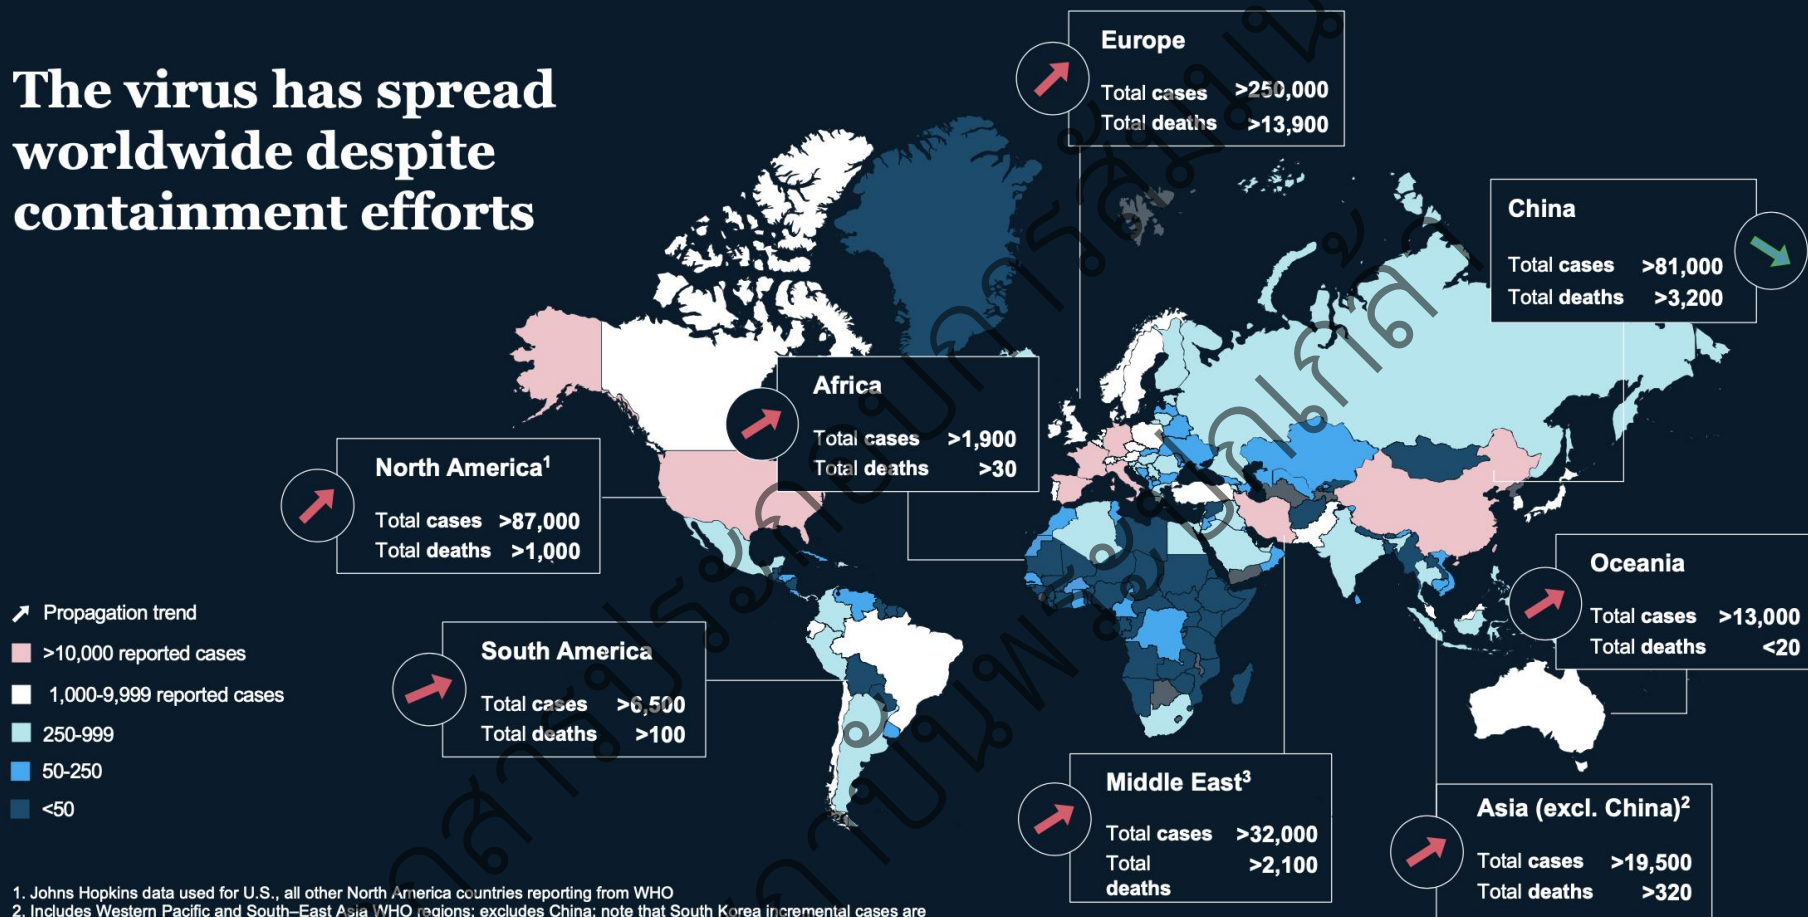 The virus has spread
worldwide despite
containment efforts
Europe
Total cases >250,000
Total deaths >13,900
China
Total cases >81,000
Total deaths >3,200
Africa
Total cases >1,900
Total deaths >30
North America1
Total cases >87,000
Total deaths >1,000
Oceania
Total cases >13,000
Total deaths <20
South America
Total cases >6,500
Total deaths >100
Propagation trend
>10,000 reported cases
1,000-9,999 reported cases
250-999
50-250
<50
Middle East3
Total cases >32,000
Total >2,100
deaths
Asia (excl. China)2
Total cases >19,500
Total deaths >320
1. Johns Hopkins data used for U.S., all other North America countries reporting from WHO
2. Includes Western Pacific and South–East Asia WHO regions; excludes China; note that South Korea incremental cases are